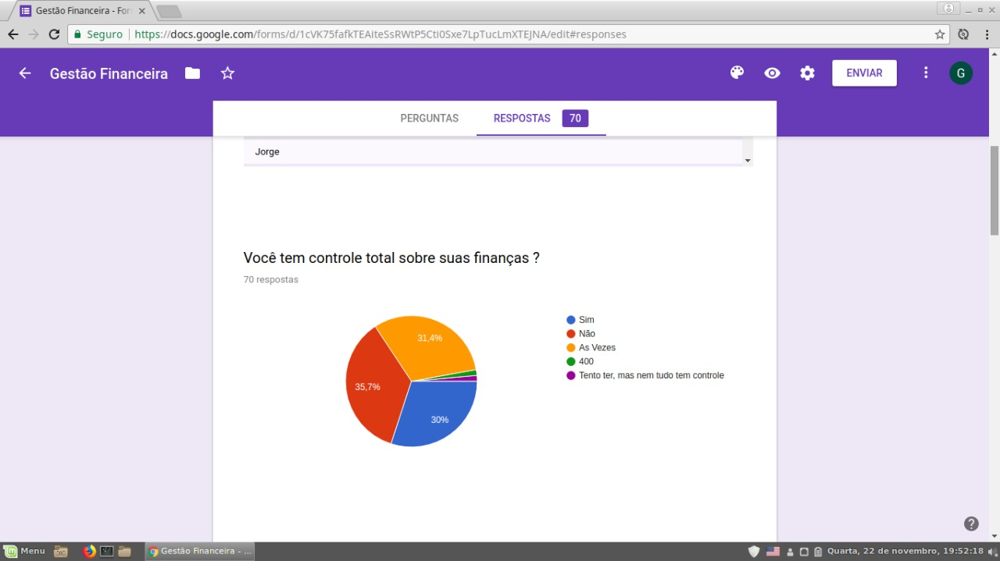 Gestão Financeira - For
Seguro
https://docs.google.com/forms/d/1cVK75fafkTEAiteSsRWtP5Cti0Sxe7LpTucLmXTEJNA/edit#responses
Gestão Financeira
ENVIAR
G
PERGUNTAS
RESPOSTAS 70
Jorge
Você tem controle total sobre suas finanças ?
70 respostas
31,4%
35,7%
30%
Sim
Não
As Vezes
400
Tento ter, mas nem tudo tem controle
Menu
Gestão Financeira - ...
Quarta, 22 de novembro, 19:52:18